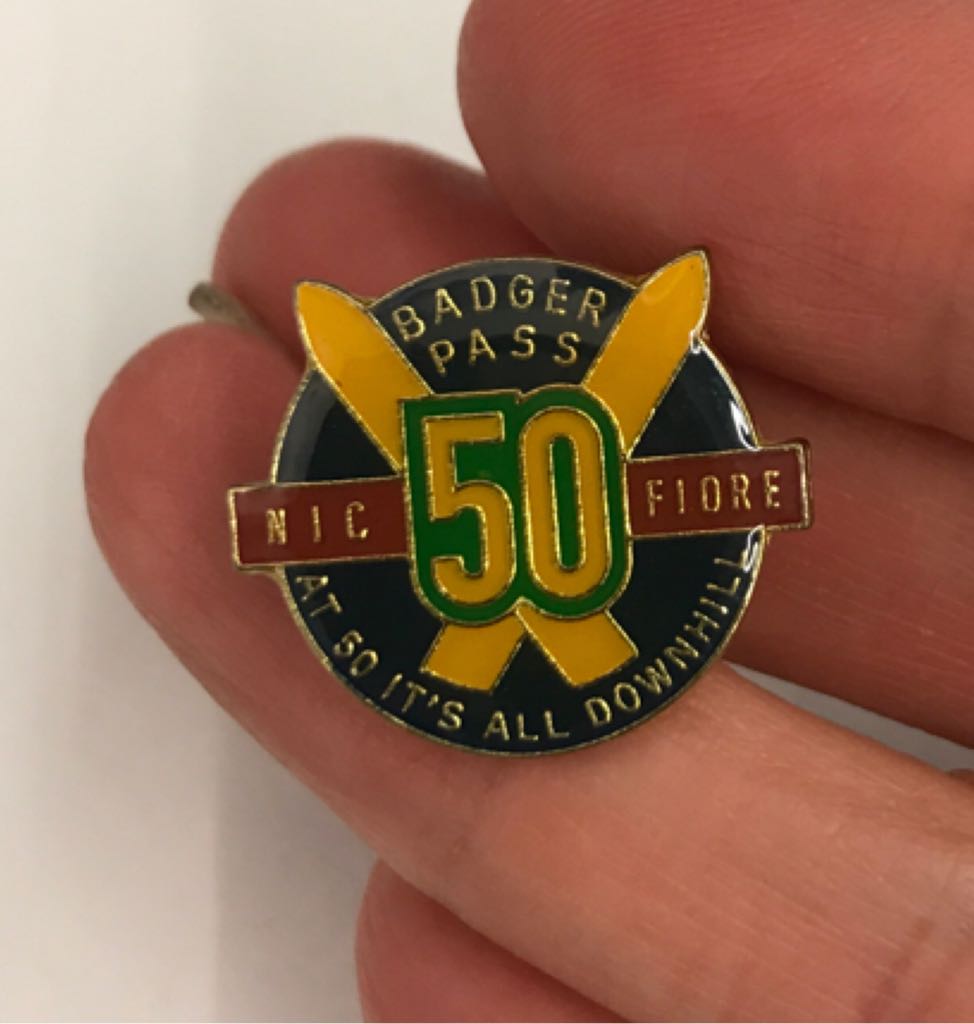 BADGER
PASS
50
NIC FIORE
AT 50 IT'S ALL DOWNHILL